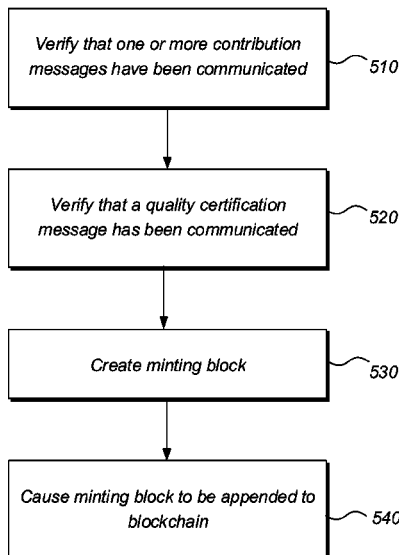 Verify that one or more contribution
messages have been communicated
510
Verify that a quality certification
message has been communicated
520
Create minting block
530
Cause minting block to be appended to
blockchain
540